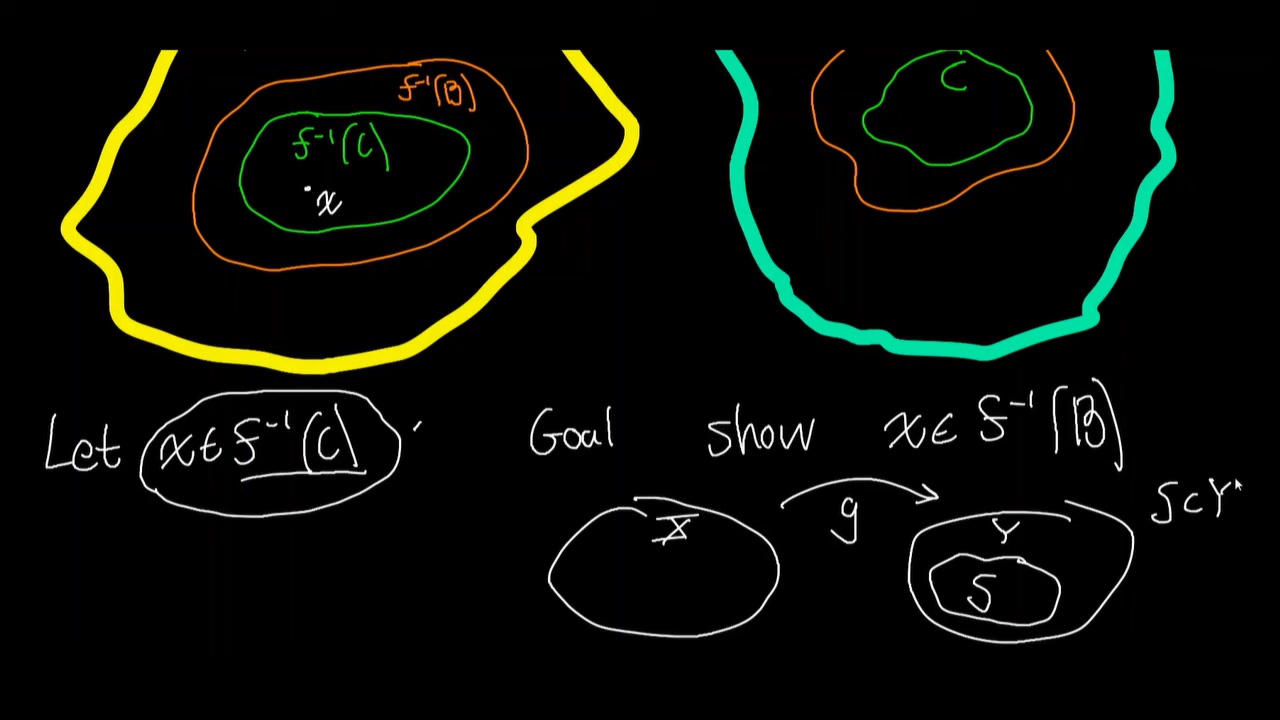 f⁻¹(B)
C
f⁻¹(C)
x
Let x∈f⁻¹(C). Goal show x∈f⁻¹(B)
X g Y S⊂Y
S